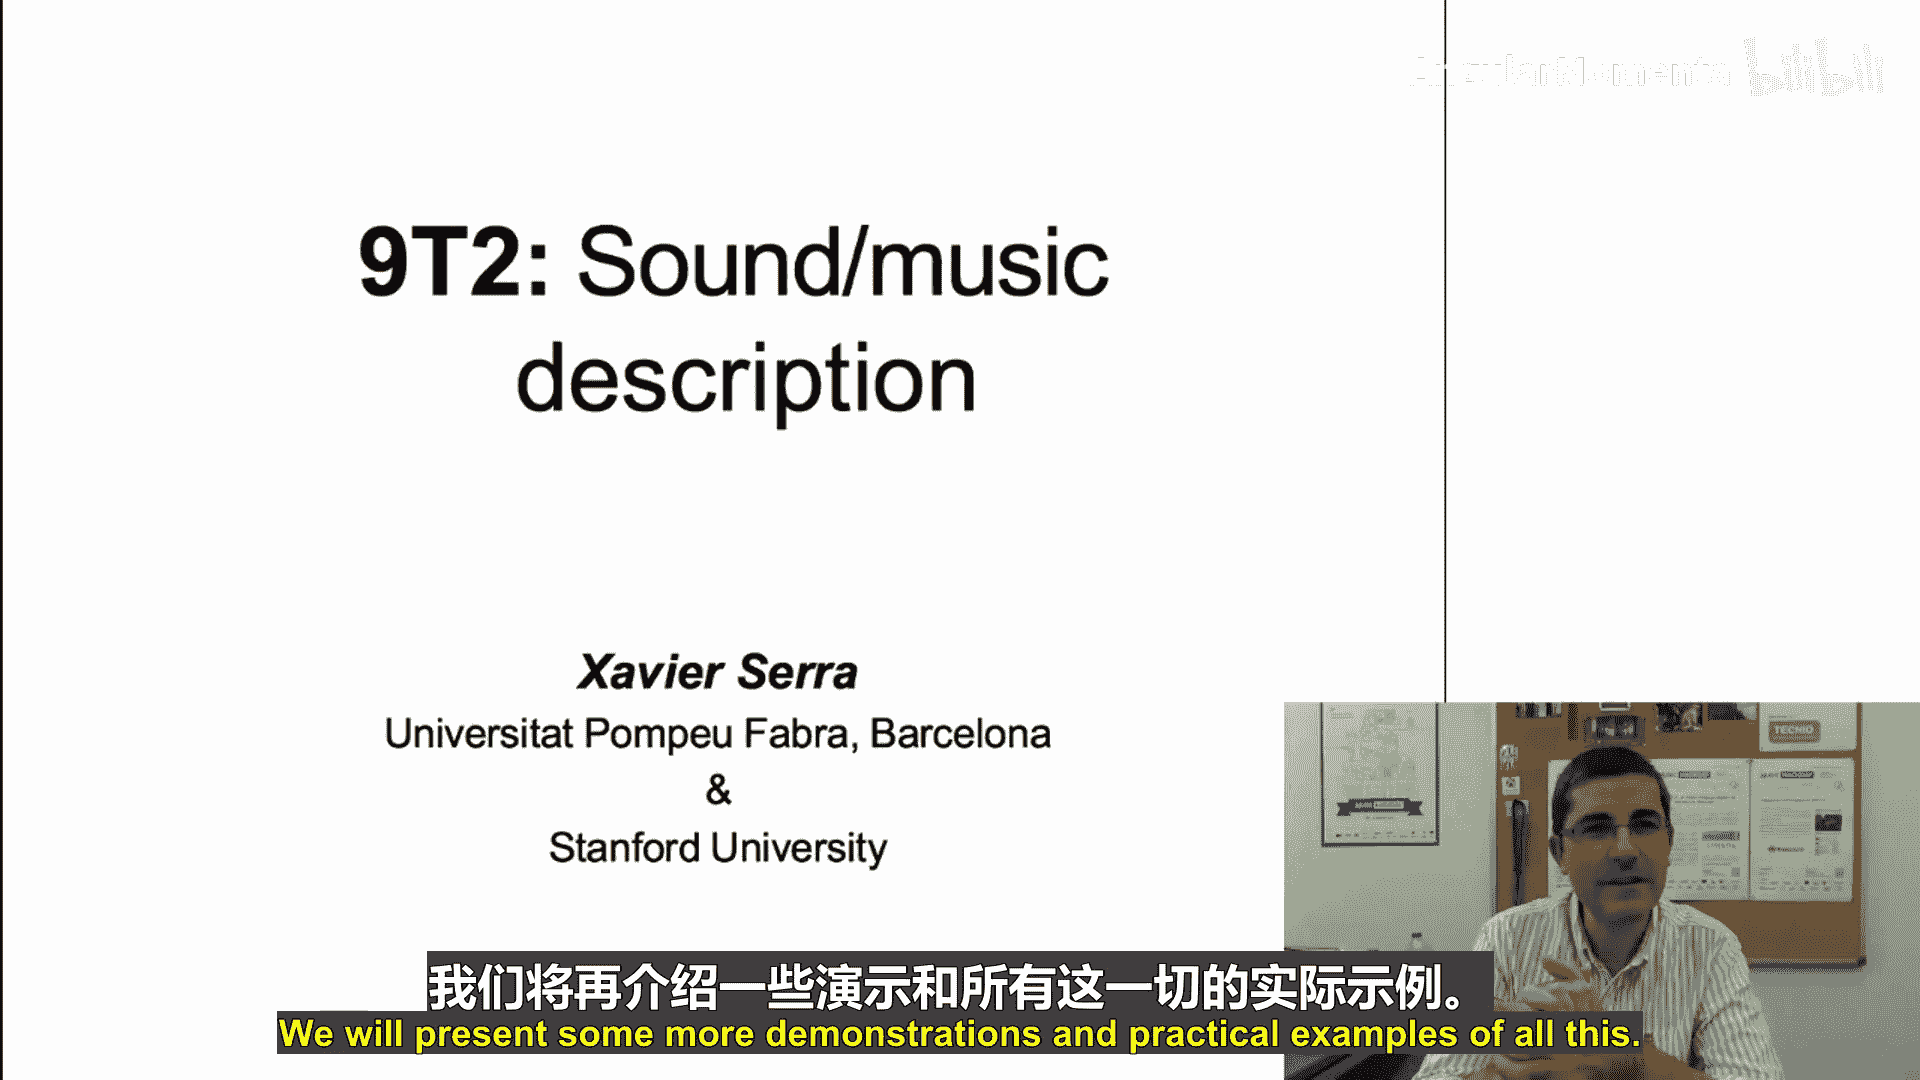 bilibili
9T2: Sound/music
description
Xavier Serra
Universitat Pompeu Fabra, Barcelona
&
Stanford University
TECNIO
我们将再介绍一些演示和所有这一切的实际示例。
We will present some more demonstrations and practical examples of all this.